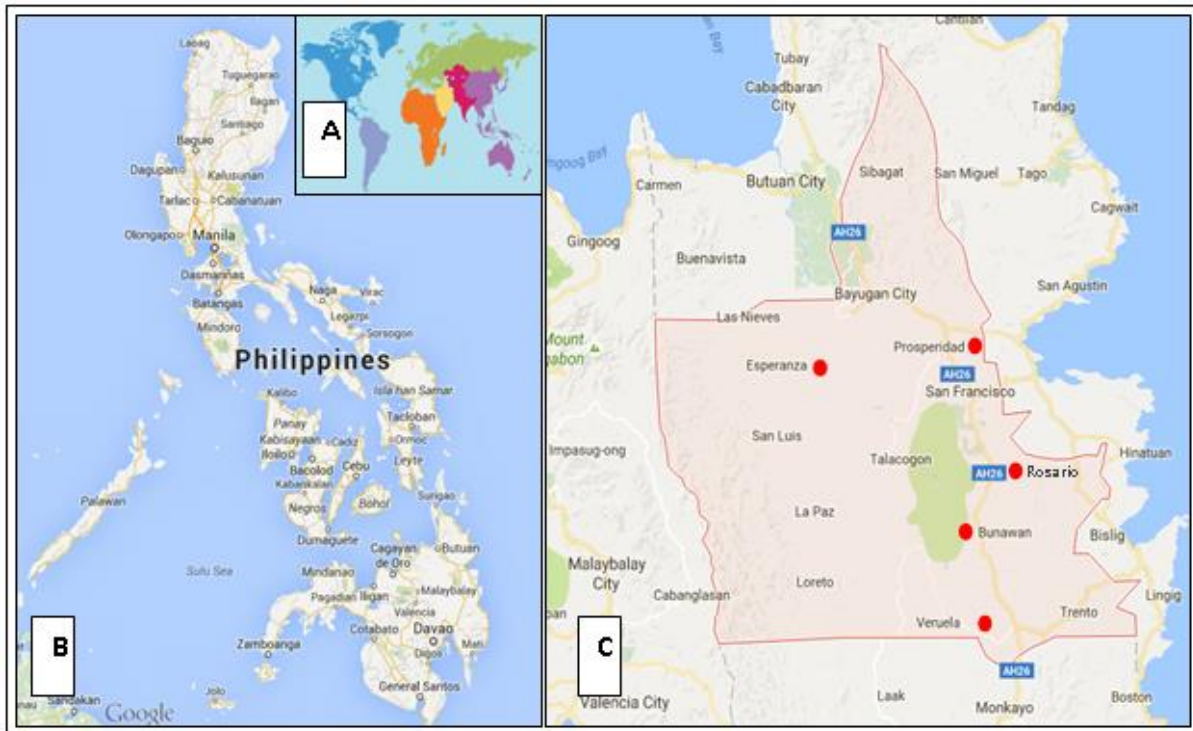 A
Laoag
Tuguegarao
Ilagan
Santiago
Baguio
Dagupan
Kalusunan
Tarlac
Cabanatuan
Olongapo
Manila
Dasmariñas
Batangas
Naga
Virac
Mindoro
Legazpi
Sorsogon
Philippines
Isla han Samar
Kalibo
Panay
Tacloban
Kabisayaan
Cadiz
Ormoc
Iloilo
Bacolod
Cebu
Leyte
Kabankalan
Palawan
Negros
Bohol
Surigao
Dumaguete
Cagayan
de Oro
Butuan
Sulu Sea
Mindanao
Iligan
Malaybalay
Pagadian
Valencia
Cotabato
Davao
Zamboanga
Digos
Mati
General Santos
B
Jolo
Sandakan
Google
Cantilan
Tubay
Cabadbaran
City
Tandag
Sibagat
San Miguel
Tago
Butuan City
Carmen
Cagwait
AH26
Gingoog
Buenavista
San Agustin
Bayugan City
Las Nieves
Mount
Prosperidad
Esperanza
AH26
San Francisco
San Luis
Impasug-ong
Talacogon
Hinatuan
AH26
Rosario
La Paz
Bunawan
Bislig
Malaybalay
City
Loreto
Cabanglasan
Lingig
Trento
Veruela
C
AH26
Laak
Valencia City
Monkayo
Boston